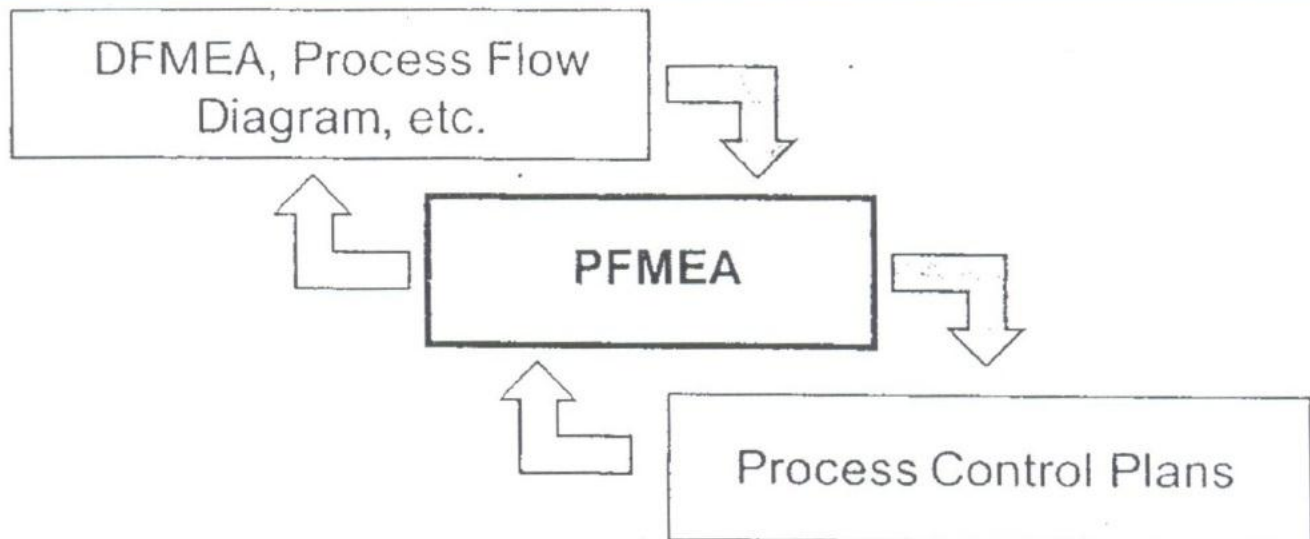 DFMEA, Process Flow
Diagram, etc.
PFMEA
Process Control Plans